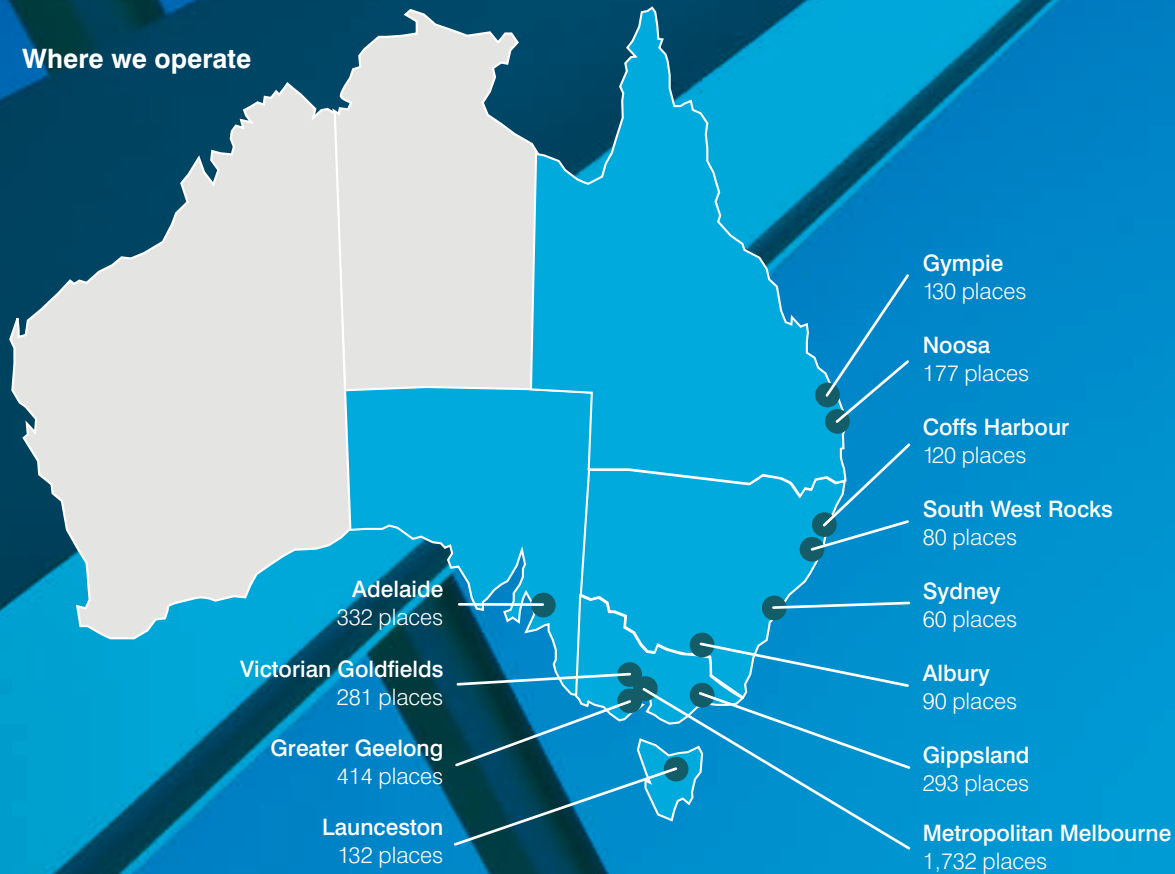 Where we operate
Gympie
130 places
Noosa
177 places
Coffs Harbour
120 places
South West Rocks
80 places
Sydney
60 places
Albury
90 places
Gippsland
293 places
Metropolitan Melbourne
1,732 places
Adelaide
332 places
Victorian Goldfields
281 places
Greater Geelong
414 places
Launceston
132 places